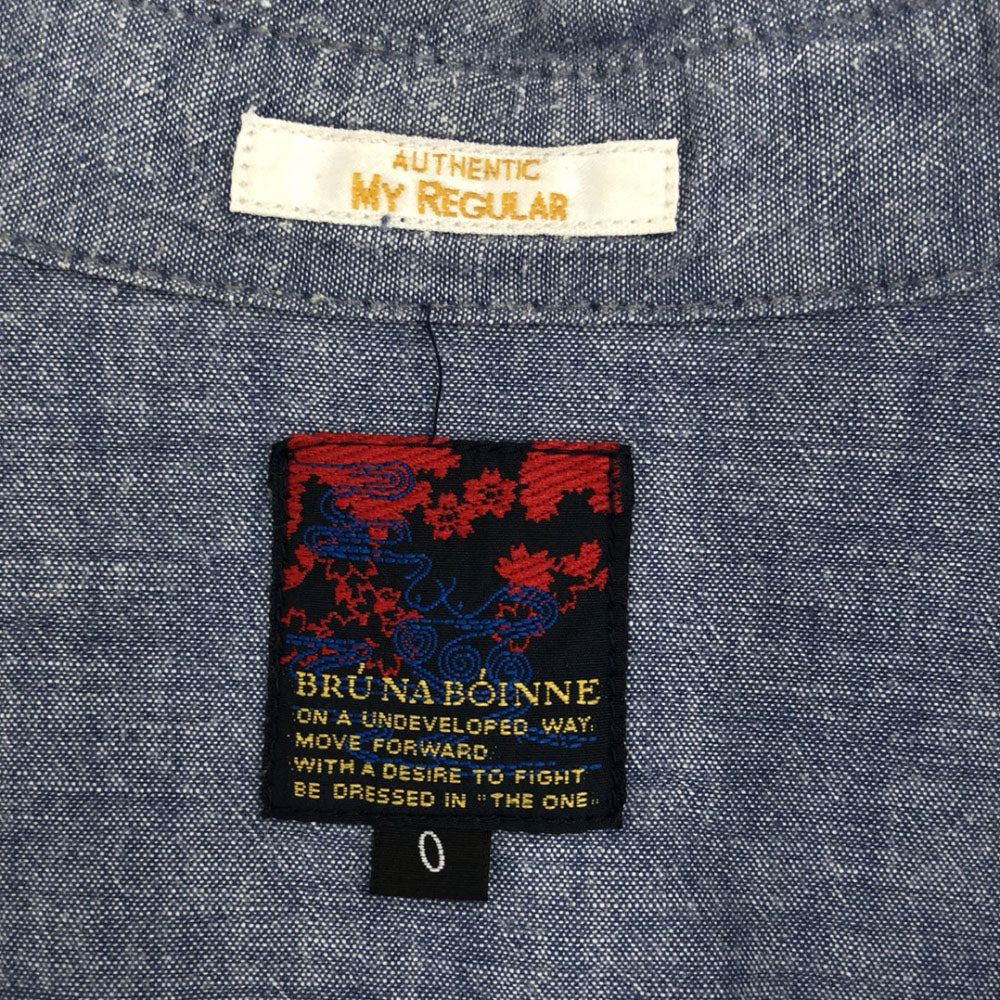 AUTHENTIC
MY REGULAR
BRÚ NA BÓINNE
ON A UNDEVELOPED WAY.
MOVE FORWARD.
WITH A DESIRE TO FIGHT
BE DRESSED IN "THE ONE"
0